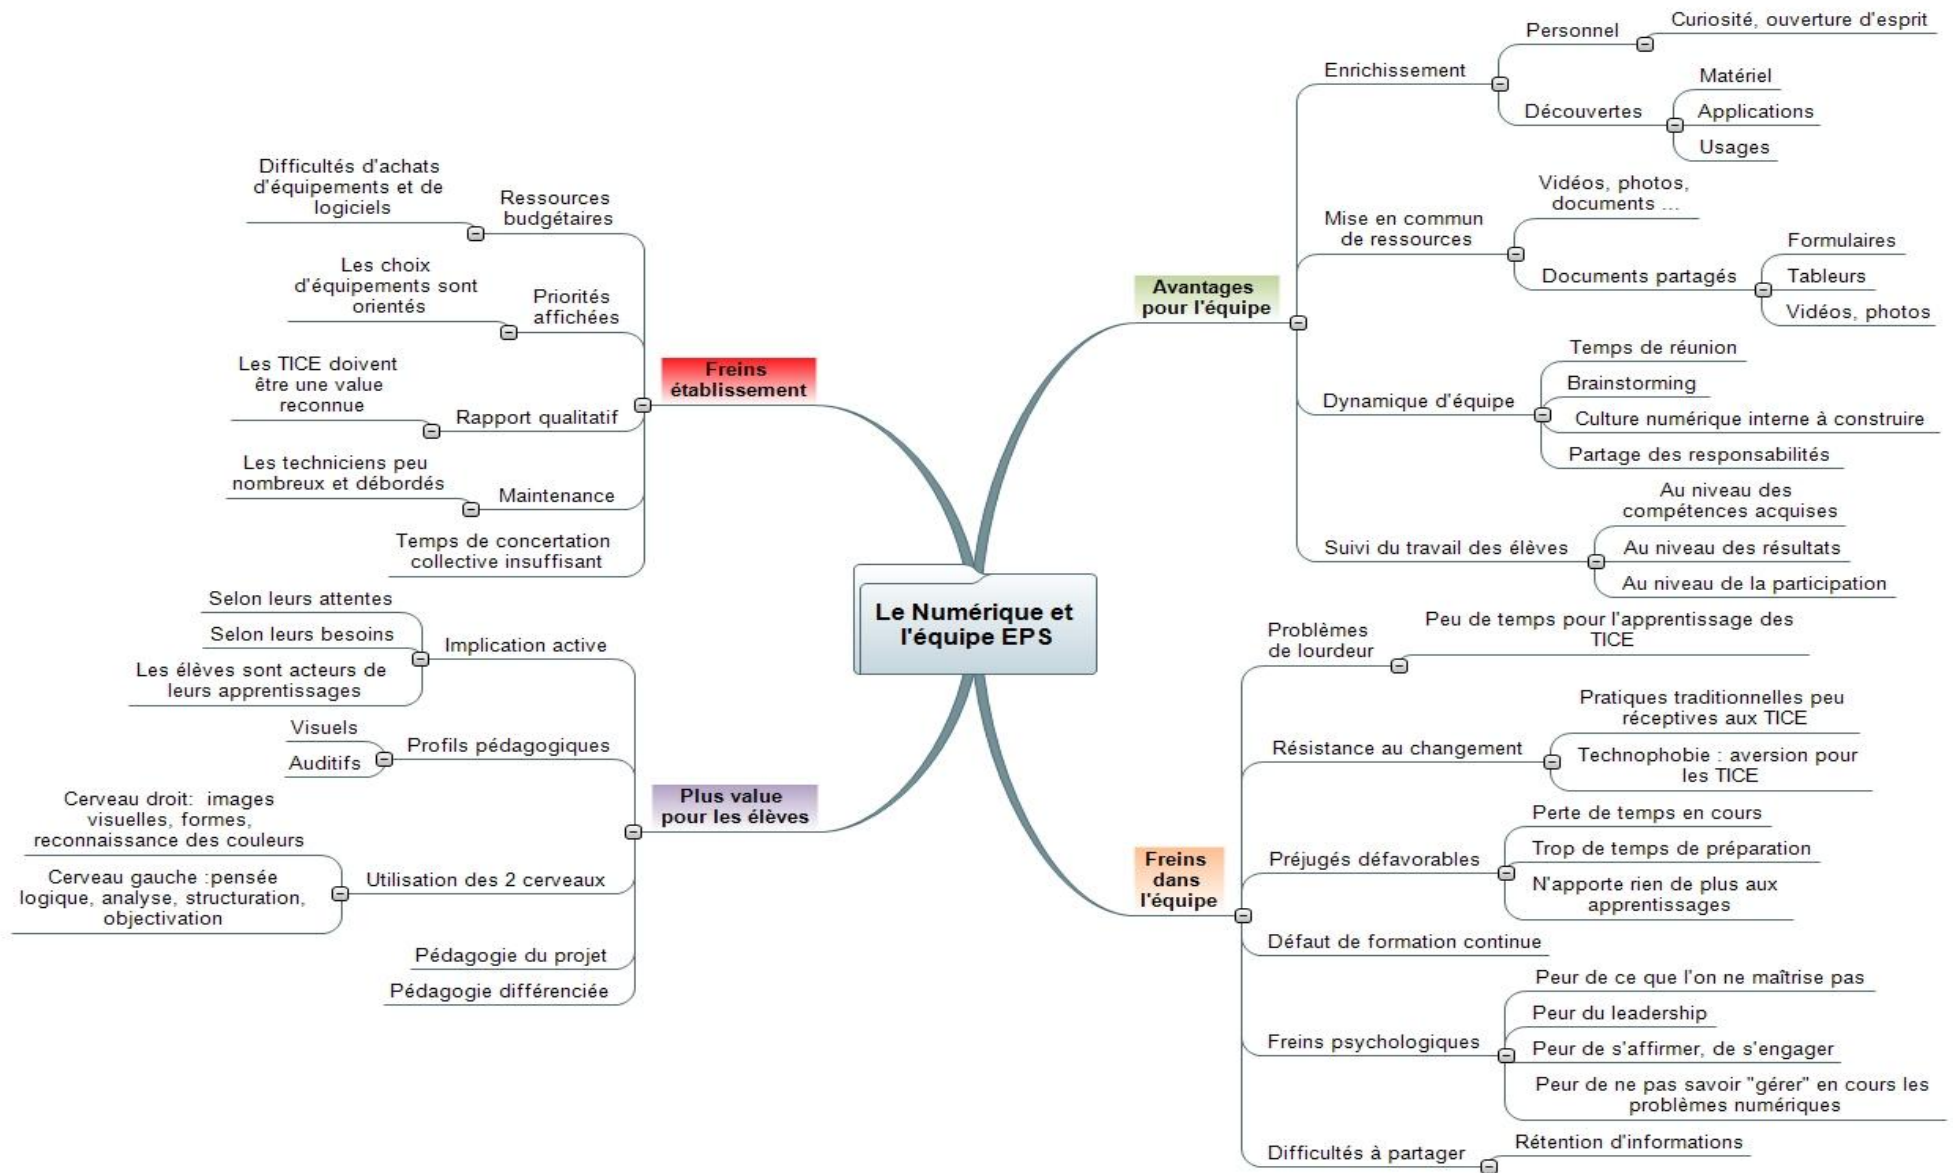 Le Numérique et
l'équipe EPS
Avantages
pour l'équipe
Enrichissement
Personnel
Curiosité, ouverture d'esprit
Découvertes
Matériel
Applications
Usages
Mise en commun
de ressources
Vidéos, photos,
documents ...
Documents partagés
Formulaires
Tableurs
Vidéos, photos
Dynamique d'équipe
Temps de réunion
Brainstorming
Culture numérique interne à construire
Partage des responsabilités
Suivi du travail des élèves
Au niveau des
compétences acquises
Au niveau des résultats
Au niveau de la participation
Freins
dans
l'équipe
Problèmes
de lourdeur
Peu de temps pour l'apprentissage des
TICE
Résistance au changement
Pratiques traditionnelles peu
réceptives aux TICE
Technophobie : aversion pour
les TICE
Préjugés défavorables
Perte de temps en cours
Trop de temps de préparation
N'apporte rien de plus aux
apprentissages
Défaut de formation continue
Freins psychologiques
Peur de ce que l'on ne maîtrise pas
Peur du leadership
Peur de s'affirmer, de s'engager
Peur de ne pas savoir "gérer" en cours les
problèmes numériques
Difficultés à partager
Rétention d'informations
Freins
établissement
Ressources
budgétaires
Difficultés d'achats
d'équipements et de
logiciels
Priorités
affichées
Les choix
d'équipements sont
orientés
Rapport qualitatif
Les TICE doivent
être une value
reconnue
Maintenance
Les techniciens peu
nombreux et débordés
Temps de concertation
collective insuffisant
Plus value
pour les élèves
Implication active
Selon leurs attentes
Selon leurs besoins
Les élèves sont acteurs de
leurs apprentissages
Profils pédagogiques
Visuels
Auditifs
Utilisation des 2 cerveaux
Cerveau droit:  images
visuelles, formes,
reconnaissance des couleurs
Cerveau gauche :pensée
logique, analyse, structuration,
objectivation
Pédagogie du projet
Pédagogie différenciée